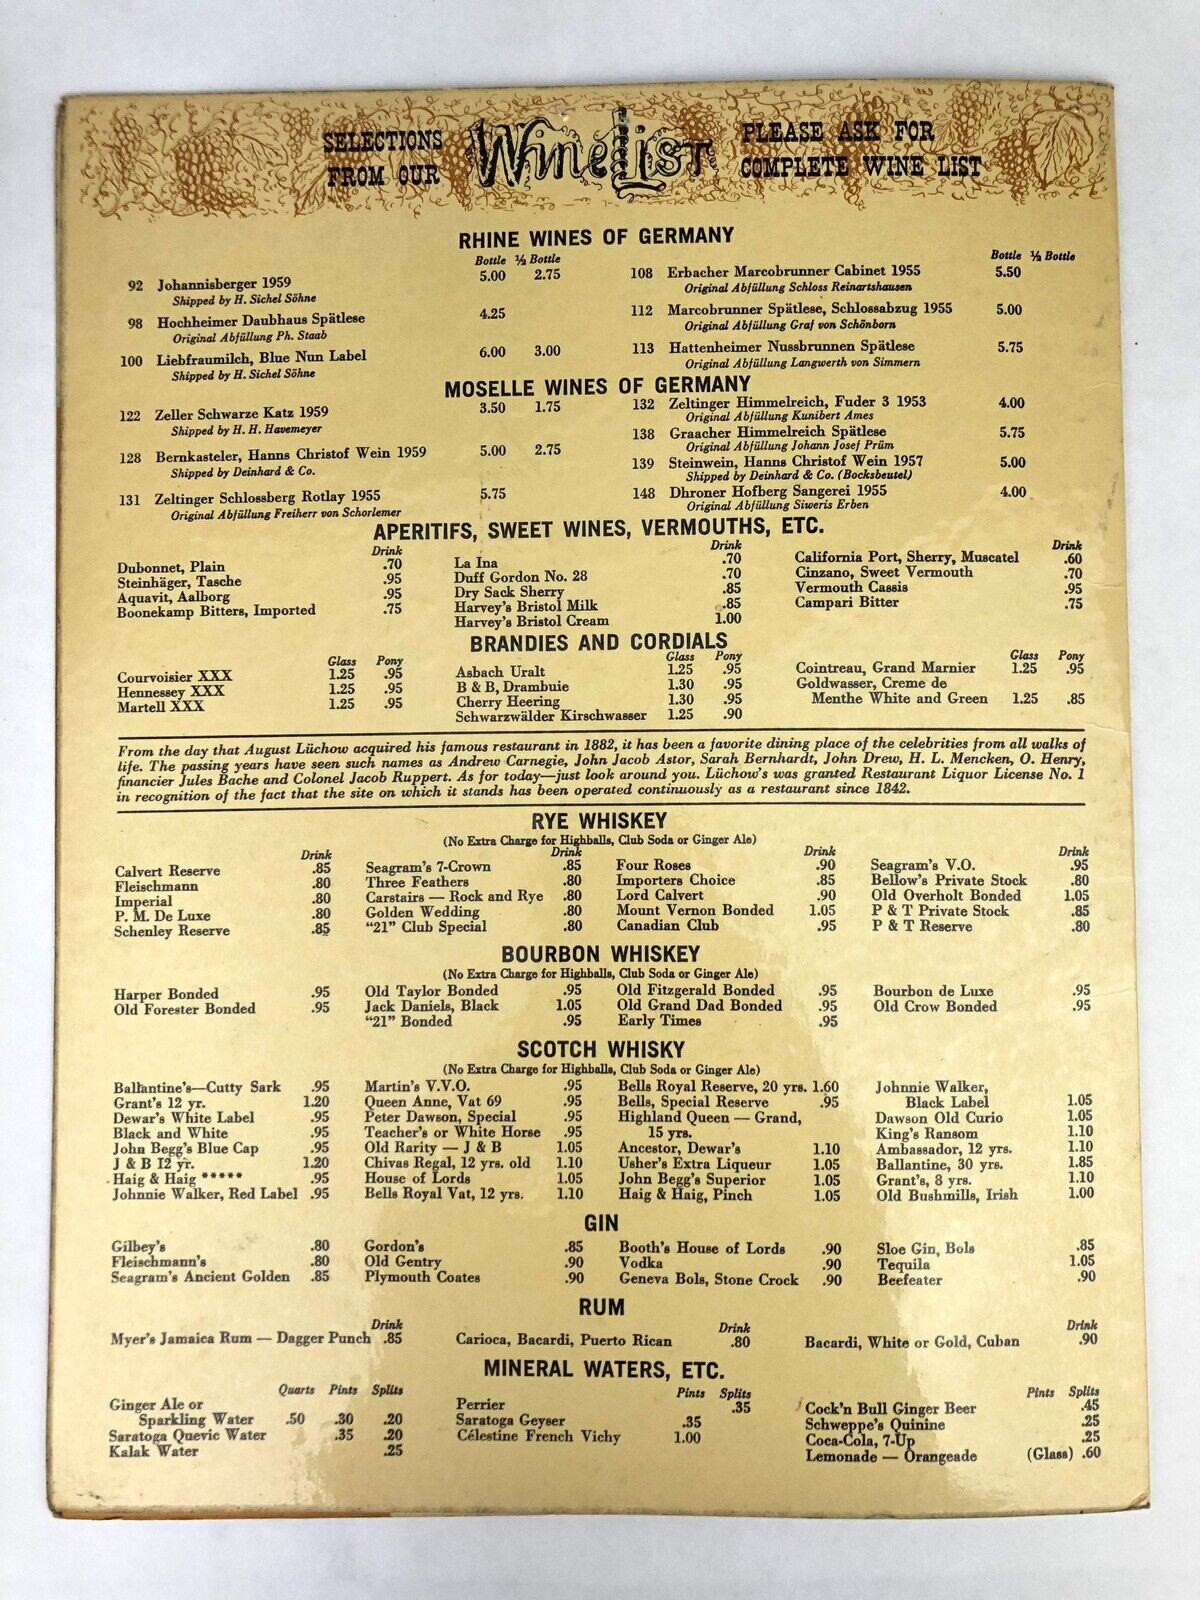 SELECTIONS FROM OUR
Wine List
PLEASE ASK FOR COMPLETE WINE LIST
RHINE WINES OF GERMANY
Bottle ½ Bottle
92 Johannisberger 1959 5.00 2.75
Shipped by H. Sichel Söhne
98 Hochheimer Daubhaus Spätlese 4.25
Original Abfüllung Ph. Staab
100 Liebfraumilch, Blue Nun Label 6.00 3.00
Shipped by H. Sichel Söhne
Bottle ½ Bottle
108 Erbacher Marcobrunner Cabinet 1955 5.50
Original Abfüllung Schloss Reinartshausen
112 Marcobrunner Spätlese, Schlossabzug 1955 5.00
Original Abfüllung Graf von Schönborn
113 Hattenheimer Nussbrunnen Spätlese 5.75
Original Abfüllung Langwerth von Simmern
MOSELLE WINES OF GERMANY
122 Zeller Schwarze Katz 1959 3.50 1.75
Shipped by H. H. Havemeyer
128 Bernkasteler, Hanns Christof Wein 1959 5.00 2.75
Shipped by Deinhard & Co.
131 Zeltinger Schlossberg Rotlay 1955 5.75
Original Abfüllung Freiherr von Schorlemer
132 Zeltinger Himmelreich, Fuder 3 1953 4.00
Original Abfüllung Kunibert Ames
138 Graacher Himmelreich Spätlese 5.75
Original Abfüllung Johann Josef Prüm
139 Steinwein, Hanns Christof Wein 1957 5.00
Shipped by Deinhard & Co. (Bocksbeutel)
148 Dhroner Hofberg Sangerei 1955 4.00
Original Abfüllung Siweris Erben
APERITIFS, SWEET WINES, VERMOUTHS, ETC.
Drink
Dubonnet, Plain .70
Steinhäger, Tasche .95
Aquavit, Aalborg .95
Boonekamp Bitters, Imported .75
Drink
La Ina .70
Duff Gordon No. 28 .70
Dry Sack Sherry .85
Harvey's Bristol Milk .85
Harvey's Bristol Cream 1.00
Drink
California Port, Sherry, Muscatel .60
Cinzano, Sweet Vermouth .70
Vermouth Cassis .95
Campari Bitter .75
BRANDIES AND CORDIALS
Glass Pony
Courvoisier XXX 1.25 .95
Hennessey XXX 1.25 .95
Martell XXX 1.25 .95
Glass Pony
Asbach Uralt 1.25 .95
B & B, Drambuie 1.30 .95
Cherry Heering 1.30 .95
Schwarzwälder Kirschwasser 1.25 .90
Glass Pony
Cointreau, Grand Marnier 1.25 .95
Goldwasser, Creme de
Menthe White and Green 1.25 .85
From the day that August Lüchow acquired his famous restaurant in 1882, it has been a favorite dining place of the celebrities from all walks of
life. The passing years have seen such names as Andrew Carnegie, John Jacob Astor, Sarah Bernhardt, John Drew, H. L. Mencken, O. Henry,
financier Jules Bache and Colonel Jacob Ruppert. As for today—just look around you. Lüchow's was granted Restaurant Liquor License No. 1
in recognition of the fact that the site on which it stands has been operated continuously as a restaurant since 1842.
RYE WHISKEY
(No Extra Charge for Highballs, Club Soda or Ginger Ale)
Drink
Calvert Reserve .85
Fleischmann .80
Imperial .80
P. M. De Luxe .80
Schenley Reserve .85
Drink
Seagram's 7-Crown .85
Three Feathers .80
Carstairs — Rock and Rye .80
Golden Wedding .80
"21" Club Special .80
Drink
Four Roses .90
Importers Choice .85
Lord Calvert .90
Mount Vernon Bonded 1.05
Canadian Club .95
Drink
Seagram's V.O. .95
Bellow's Private Stock .80
Old Overholt Bonded 1.05
P & T Private Stock .85
P & T Reserve .80
BOURBON WHISKEY
(No Extra Charge for Highballs, Club Soda or Ginger Ale)
Harper Bonded .95
Old Forester Bonded .95
Old Taylor Bonded .95
Jack Daniels, Black 1.05
"21" Bonded .95
Old Fitzgerald Bonded .95
Old Grand Dad Bonded .95
Early Times .95
Bourbon de Luxe .95
Old Crow Bonded .95
SCOTCH WHISKY
(No Extra Charge for Highballs, Club Soda or Ginger Ale)
Ballantine's—Cutty Sark .95
Grant's 12 yr. 1.20
Dewar's White Label .95
Black and White .95
John Begg's Blue Cap .95
J & B 12 yr. 1.20
Haig & Haig ***** .95
Johnnie Walker, Red Label .95
Martin's V.V.O. .95
Queen Anne, Vat 69 .95
Peter Dawson, Special .95
Teacher's or White Horse .95
Old Rarity — J & B 1.05
Chivas Regal, 12 yrs. old 1.10
House of Lords 1.05
Bells Royal Vat, 12 yrs. 1.10
Bells Royal Reserve, 20 yrs. 1.60
Bells, Special Reserve .95
Highland Queen — Grand,
15 yrs.
Ancestor, Dewar's 1.10
Usher's Extra Liqueur 1.05
John Begg's Superior 1.05
Haig & Haig, Pinch 1.05
Johnnie Walker,
Black Label 1.05
Dawson Old Curio 1.05
King's Ransom 1.10
Ambassador, 12 yrs. 1.10
Ballantine, 30 yrs. 1.85
Grant's, 8 yrs. 1.10
Old Bushmills, Irish 1.00
GIN
Gilbey's .80
Fleischmann's .80
Seagram's Ancient Golden .85
Gordon's .85
Old Gentry .90
Plymouth Coates .90
Booth's House of Lords .90
Vodka .90
Geneva Bols, Stone Crock .90
Sloe Gin, Bols .85
Tequila 1.05
Beefeater .90
RUM
Drink
Myer's Jamaica Rum — Dagger Punch .85
Drink
Carioca, Bacardi, Puerto Rican .80
Drink
Bacardi, White or Gold, Cuban .90
MINERAL WATERS, ETC.
Quarts Pints Splits
Ginger Ale or
Sparkling Water .50 .30 .20
Saratoga Quevic Water .35 .20
Kalak Water .25
Pints Splits
Perrier .35
Saratoga Geyser .35
Célestine French Vichy 1.00
Pints Splits
Cock'n Bull Ginger Beer .45
Schweppe's Quinine .25
Coca-Cola, 7-Up .25
Lemonade — Orangeade (Glass) .60